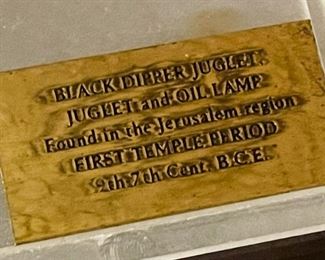 BLACK DIPPER JUGLET.
JUGLET and OIL LAMP
Found in the Jerusalem region
FIRST TEMPLE PERIOD
9th-7th Cent. B.C.E.